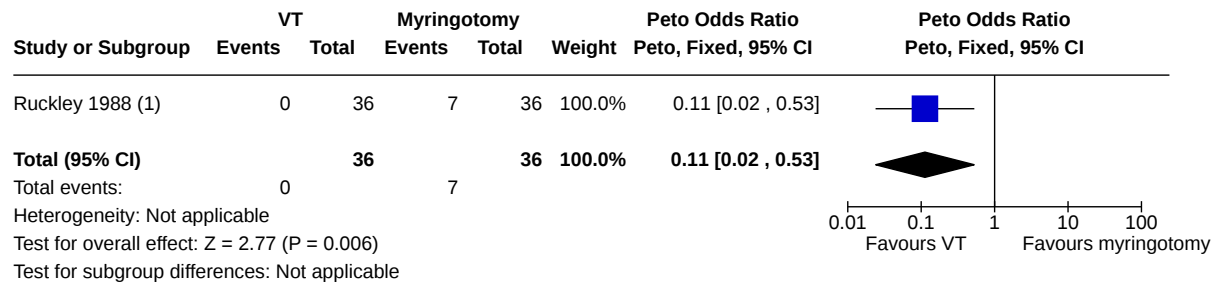 VT Myringotomy Peto Odds Ratio Peto Odds Ratio
Study or Subgroup Events Total Events Total Weight Peto, Fixed, 95% CI Peto, Fixed, 95% CI
Ruckley 1988 (1) 0 36 7 36 100.0% 0.11 [0.02 , 0.53]
Total (95% CI) 36 36 100.0% 0.11 [0.02 , 0.53]
Total events: 0 7
Heterogeneity: Not applicable
0.01 0.1 1 10 100
Test for overall effect: Z = 2.77 (P = 0.006) Favours VT Favours myringotomy
Test for subgroup differences: Not applicable